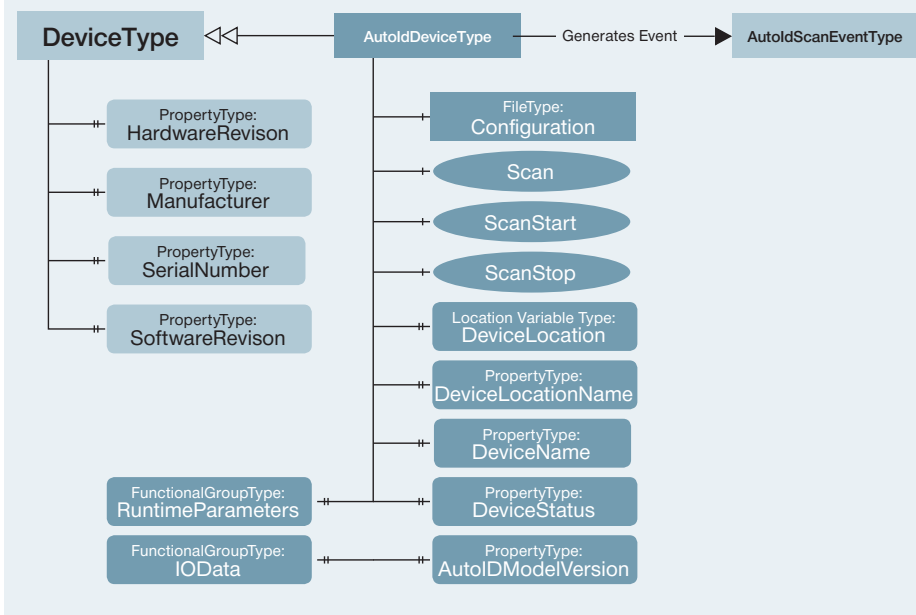 DeviceType
AutoIdDeviceType
Generates Event
AutoIdScanEventType
PropertyType:
HardwareRevison
PropertyType:
Manufacturer
PropertyType:
SerialNumber
PropertyType:
SoftwareRevison
FileType:
Configuration
Scan
ScanStart
ScanStop
Location Variable Type:
DeviceLocation
PropertyType:
DeviceLocationName
PropertyType:
DeviceName
FunctionalGroupType:
RuntimeParameters
PropertyType:
DeviceStatus
FunctionalGroupType:
IOData
PropertyType:
AutoIDModelVersion